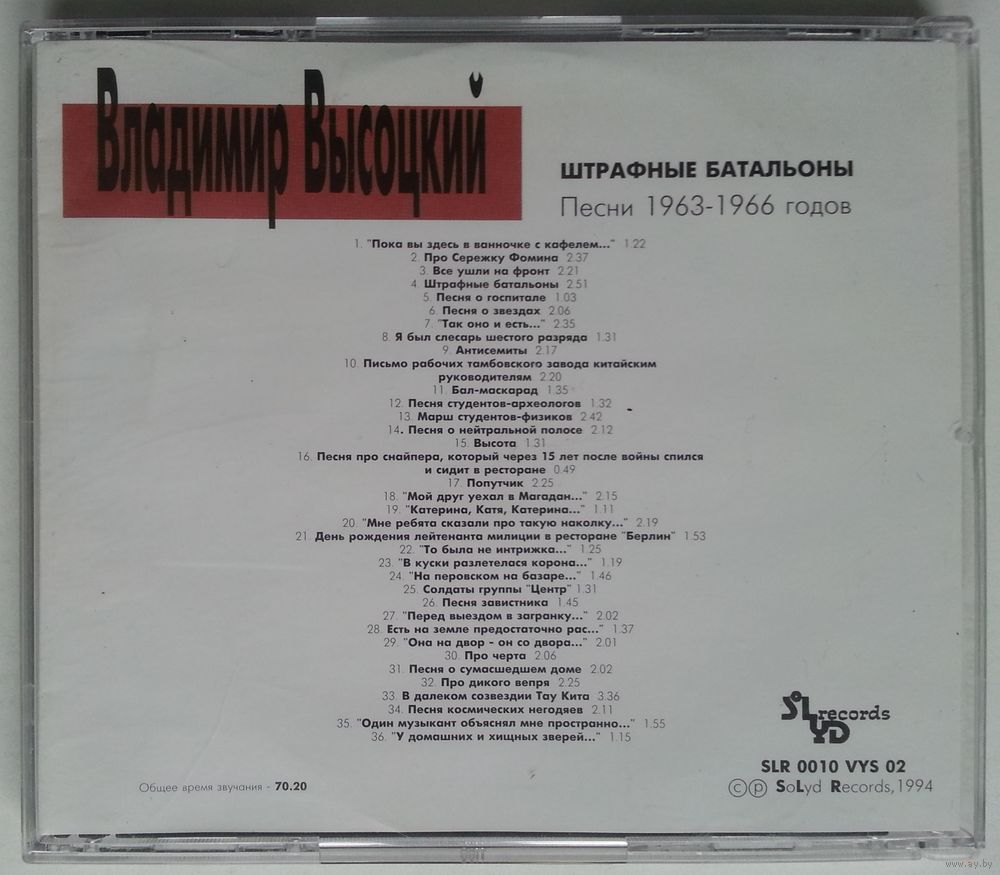 Владимир Высоцкий
ШТРАФНЫЕ БАТАЛЬОНЫ
Песни 1963-1966 годов
1. "Пока вы здесь в ванночке с кафелем..." 1.22
2. Про Сережку Фомина 2.37
3. Все ушли на фронт 2.21
4. Штрафные батальоны 2.51
5. Песня о госпитале 1.03
6. Песня о звездах 2.06
7. "Так оно и есть..." 2.35
8. Я был слесарь шестого разряда 1.31
9. Антисемиты 2.17
10. Письмо рабочих тамбовского завода китайским
руководителям 2.20
11. Бал-маскарад 1.35
12. Песня студентов-археологов 1.32
13. Марш студентов-физиков 2.42
14. Песня о нейтральной полосе 2.12
15. Высота 1.31
16. Песня про снайпера, который через 15 лет после войны спился
и сидит в ресторане 0.49
17. Попутчик 2.25
18. "Мой друг уехал в Магадан..." 2.15
19. "Катерина, Катя, Катерина..." 1.11
20. "Мне ребята сказали про такую наколку..." 2.19
21. День рождения лейтенанта милиции в ресторане "Берлин" 1.53
22. "То была не интрижка..." 1.25
23. "В куски разлетелася корона..." 1.19
24. "На перовском на базаре..." 1.46
25. Солдаты группы "Центр" 1.31
26. Песня завистника 1.45
27. "Перед выездом в загранку..." 2.02
28. Есть на земле предостаточно рас..." 1.37
29. "Она на двор - он со двора..." 2.01
30. Про черта 2.06
31. Песня о сумасшедшем доме 2.02
32. Про дикого вепря 2.25
33. В далеком созвездии Тау Кита 3.36
34. Песня космических негодяев 2.11
35. "Один музыкант объяснял мне пространно..." 1.55
36. "У домашних и хищных зверей..." 1.15
SoLYD records
SLR 0010 VYS 02
Общее время звучания - 70.20
©℗ SoLyd Records, 1994
www.ay.by